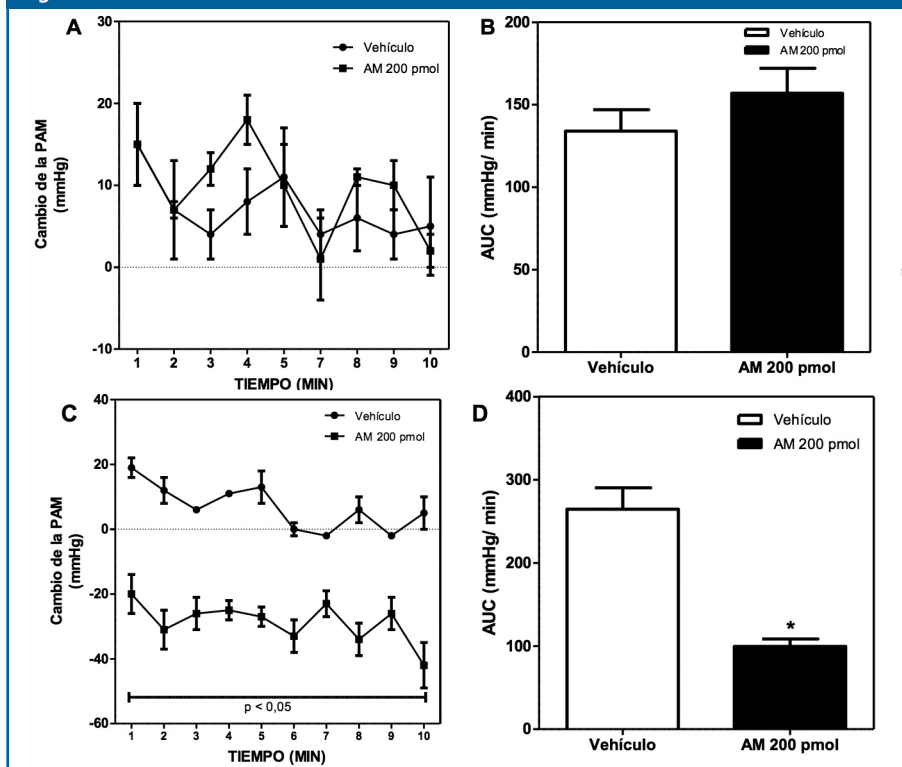 A
30
20
10
0
-10
Cambio de la PAM
(mmHg)
Vehículo
AM 200 pmol
1 2 3 4 5 7 8 9 10
TIEMPO (MIN)
B
200
150
100
50
0
AUC (mmHg/ min)
Vehículo
AM 200 pmol
Vehículo
AM 200 pmol
C
40
20
0
-20
-40
-60
Cambio de la PAM
(mmHg)
Vehículo
AM 200 pmol
p < 0,05
1 2 3 4 5 6 7 8 9 10
TIEMPO (MIN)
D
400
300
200
100
0
AUC (mmHg/ min)
Vehículo
AM 200 pmol
*
Vehículo
AM 200 pmol